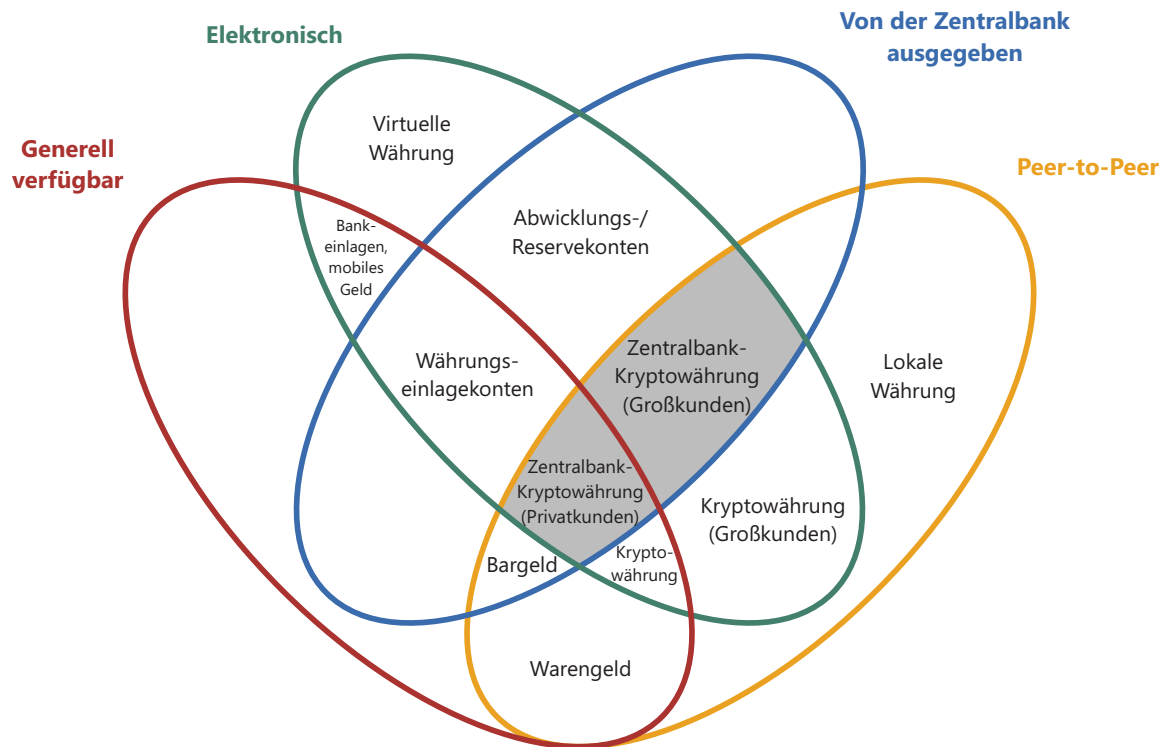 Elektronisch
Von der Zentralbank
ausgegeben
Generell
verfügbar
Peer-to-Peer
Virtuelle
Währung
Bank-
einlagen,
mobiles
Geld
Abwicklungs-/
Reservekonten
Währungs-
einlagekonten
Zentralbank-
Kryptowährung
(Großkunden)
Lokale
Währung
Zentralbank-
Kryptowährung
(Privatkunden)
Kryptowährung
(Großkunden)
Bargeld
Krypto-
währung
Warengeld